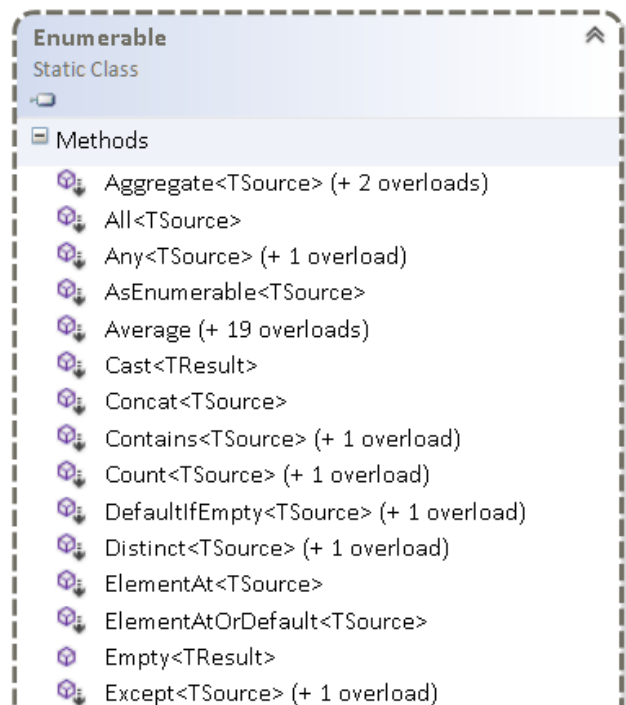 Enumerable
Static Class
Methods
Aggregate<TSource> (+ 2 overloads)
All<TSource>
Any<TSource> (+ 1 overload)
AsEnumerable<TSource>
Average (+ 19 overloads)
Cast<TResult>
Concat<TSource>
Contains<TSource> (+ 1 overload)
Count<TSource> (+ 1 overload)
DefaultIfEmpty<TSource> (+ 1 overload)
Distinct<TSource> (+ 1 overload)
ElementAt<TSource>
ElementAtOrDefault<TSource>
Empty<TResult>
Except<TSource> (+ 1 overload)